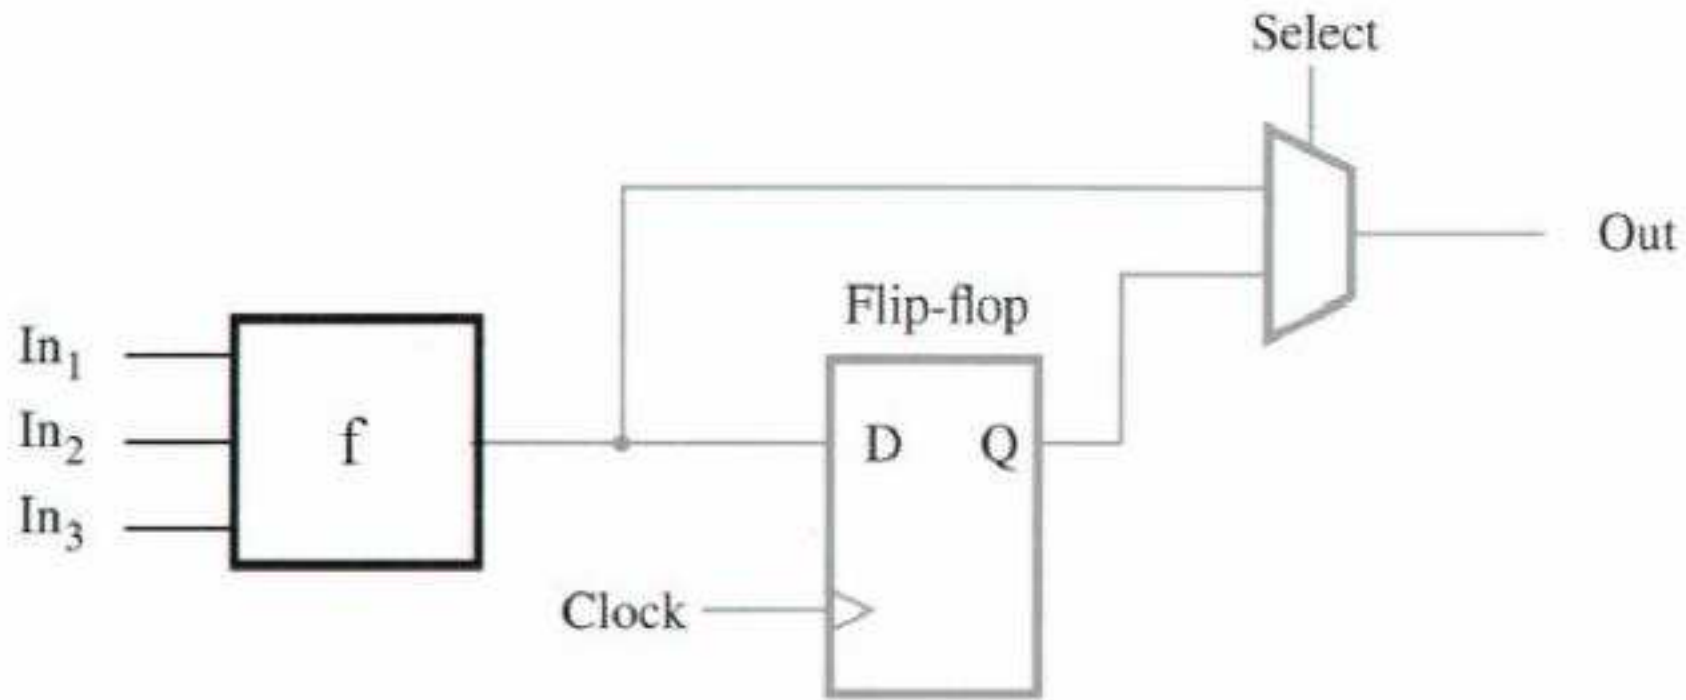 Select
Out
Flip-flop
In1
In2
In3
f
D Q
Clock